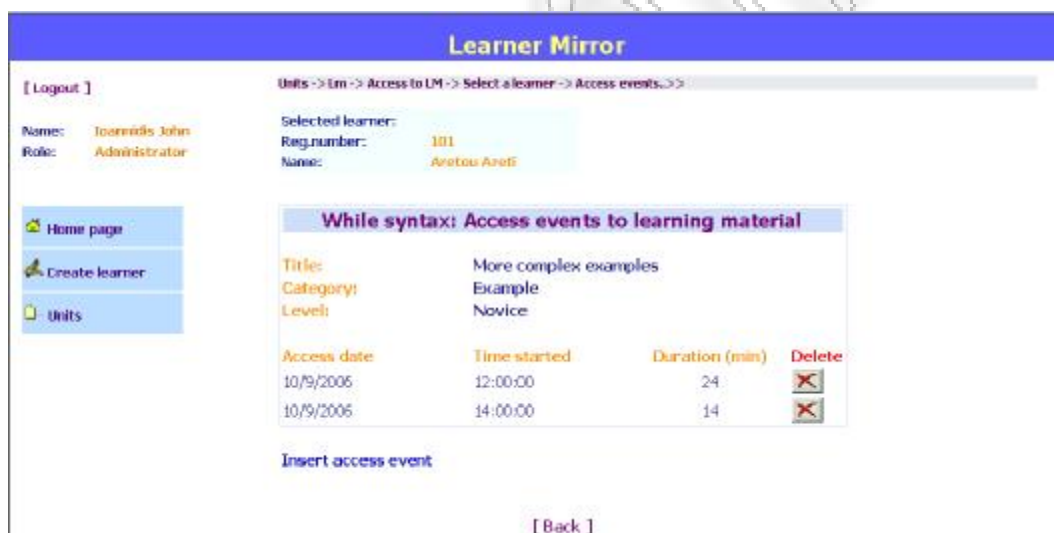 Learner Mirror
[ Logout ]
Units -> Lm -> Access to LM -> Select a learner -> Access events..>>
Name: Ioannidis John
Role: Administrator
Selected learner:
Reg.number: 101
Name: Aretou Areti
Home page
Create learner
Units
While syntax: Access events to learning material
Title: More complex examples
Category: Example
Level: Novice
Access date Time started Duration (min) Delete
10/9/2006 12:00:00 24
10/9/2006 14:00:00 14
Insert access event
[ Back ]